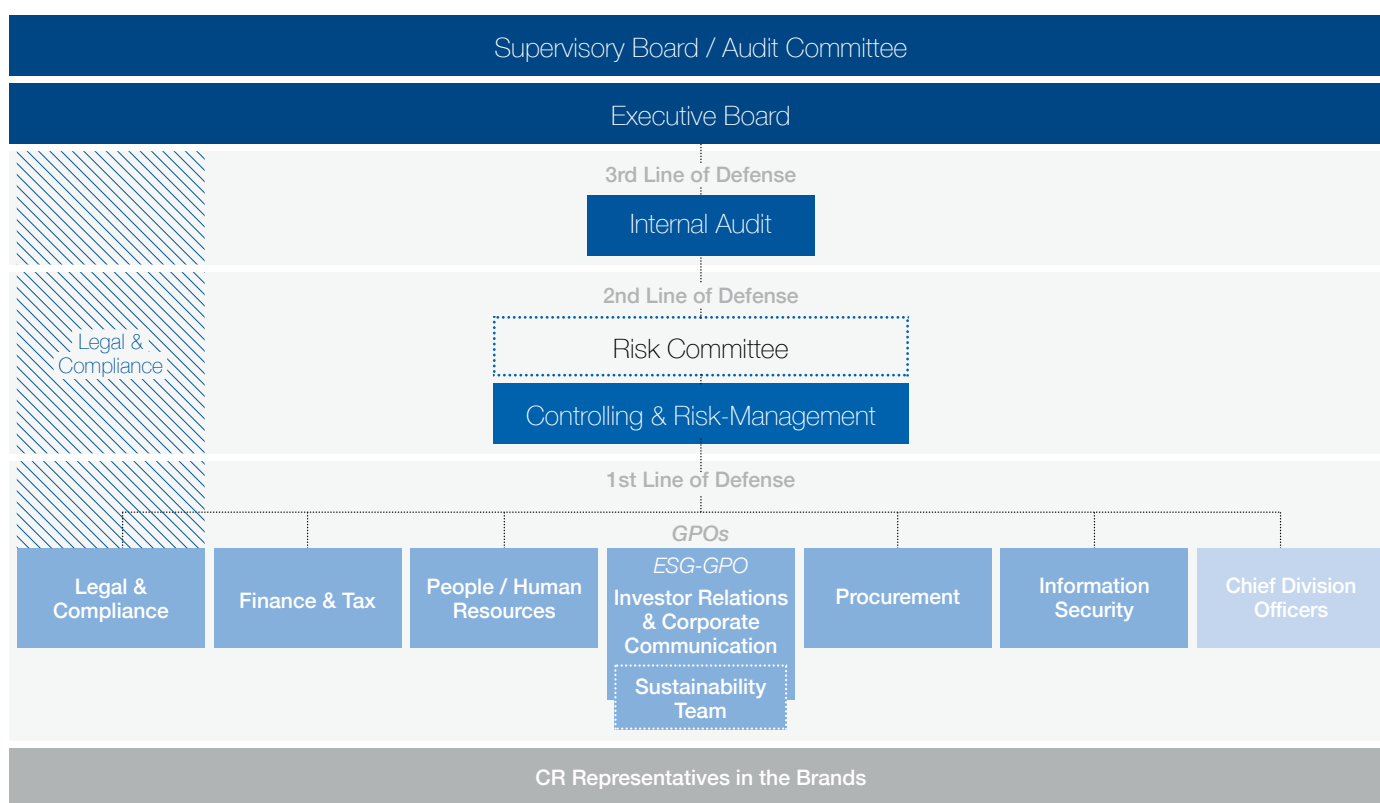 Supervisory Board / Audit Committee
Executive Board
3rd Line of Defense
Internal Audit
2nd Line of Defense
Legal &
Compliance
Risk Committee
Controlling & Risk-Management
1st Line of Defense
GPOs
Legal &
Compliance
Finance & Tax
People / Human
Resources
ESG-GPO
Investor Relations
& Corporate
Communication
Sustainability
Team
Procurement
Information
Security
Chief Division
Officers
CR Representatives in the Brands